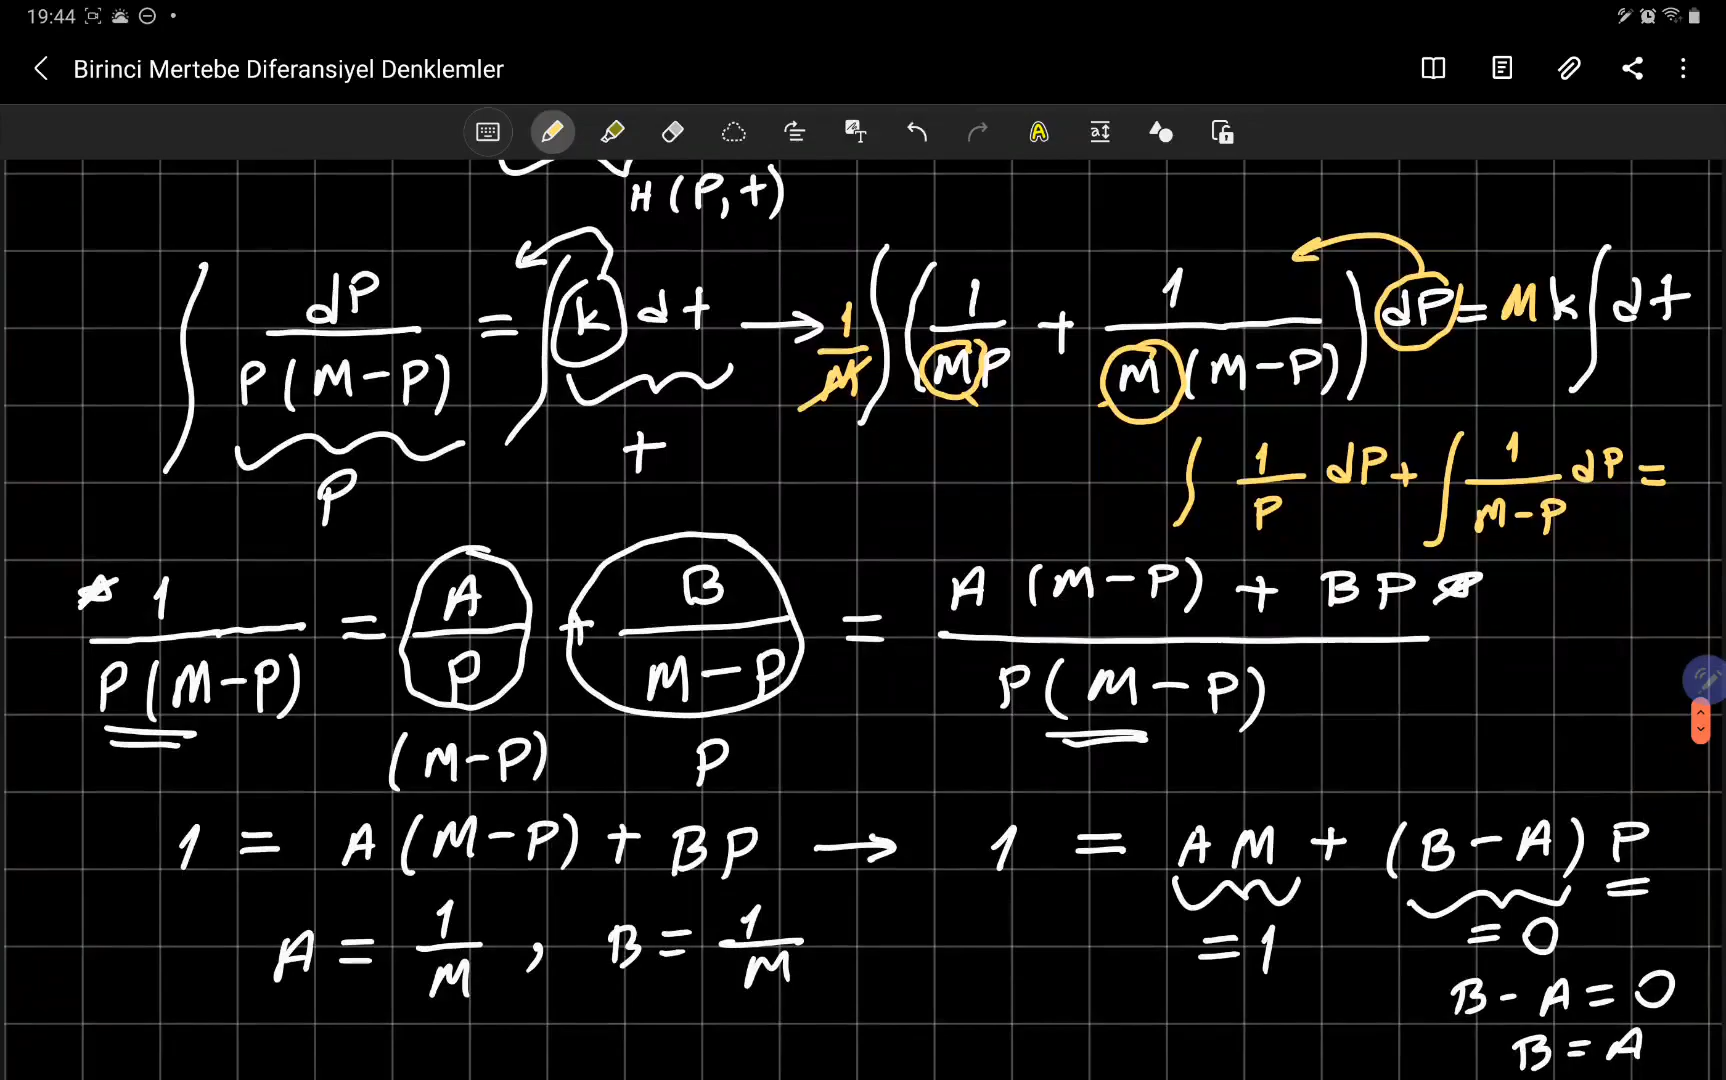 19:44
Birinci Mertebe Diferansiyel Denklemler
H(P,t)
∫ dP / P(M-P) = ∫ k dt → 1/M ∫ ( 1/MP + 1/M(M-P) ) dP = Mk ∫ dt
P t
∫ 1/P dP + ∫ 1/M-P dP =
* 1 / P(M-P) = A/P + B/M-P = A(M-P) + BP * / P(M-P)
(M-P) P
1 = A(M-P) + BP → 1 = AM + (B-A)P
A = 1/M , B = 1/M
= 1 = 0
B - A = 0
B = A